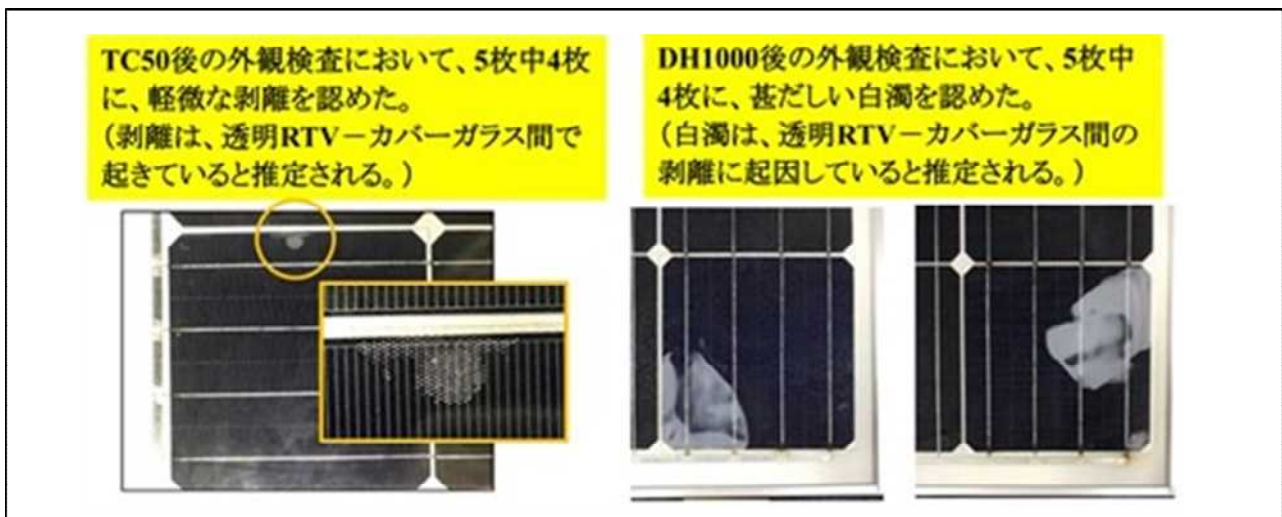 TC50後の外観検査において、5枚中4枚
に、軽微な剥離を認めた。
（剥離は、透明RTV－カバーガラス間で
起きていると推定される。）
DH1000後の外観検査において、5枚中
4枚に、甚だしい白濁を認めた。
（白濁は、透明RTV－カバーガラス間の
剥離に起因していると推定される。）